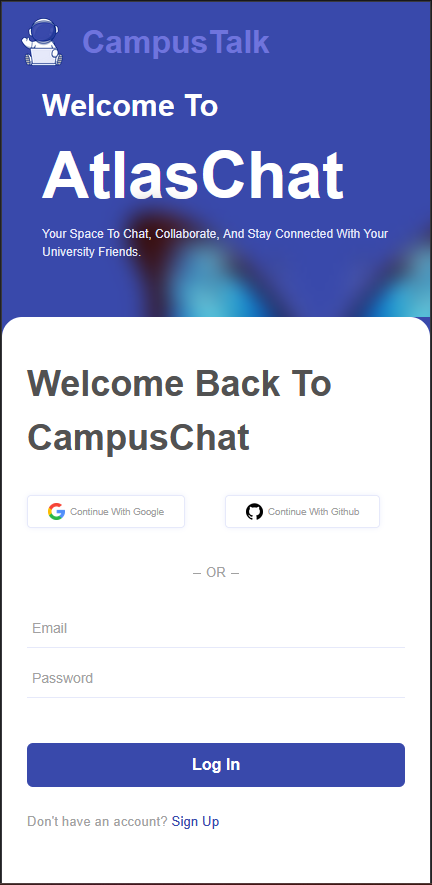 CampusTalk
Welcome To
AtlasChat
Your Space To Chat, Collaborate, And Stay Connected With Your
University Friends.
Welcome Back To
CampusChat
Continue With Google
Continue With Github
– OR –
Email
Password
Log In
Don't have an account? Sign Up